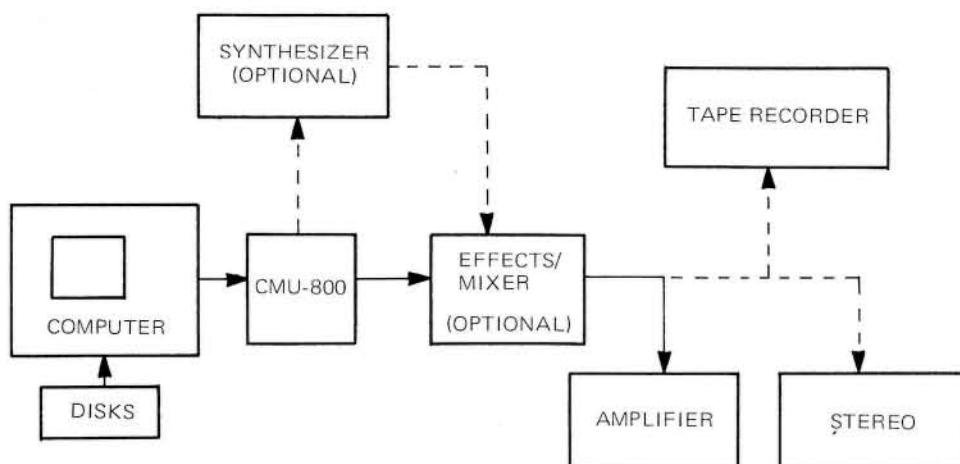 SYNTHESIZER
(OPTIONAL)
TAPE RECORDER
COMPUTER
CMU-800
EFFECTS/
MIXER
(OPTIONAL)
DISKS
AMPLIFIER
STEREO